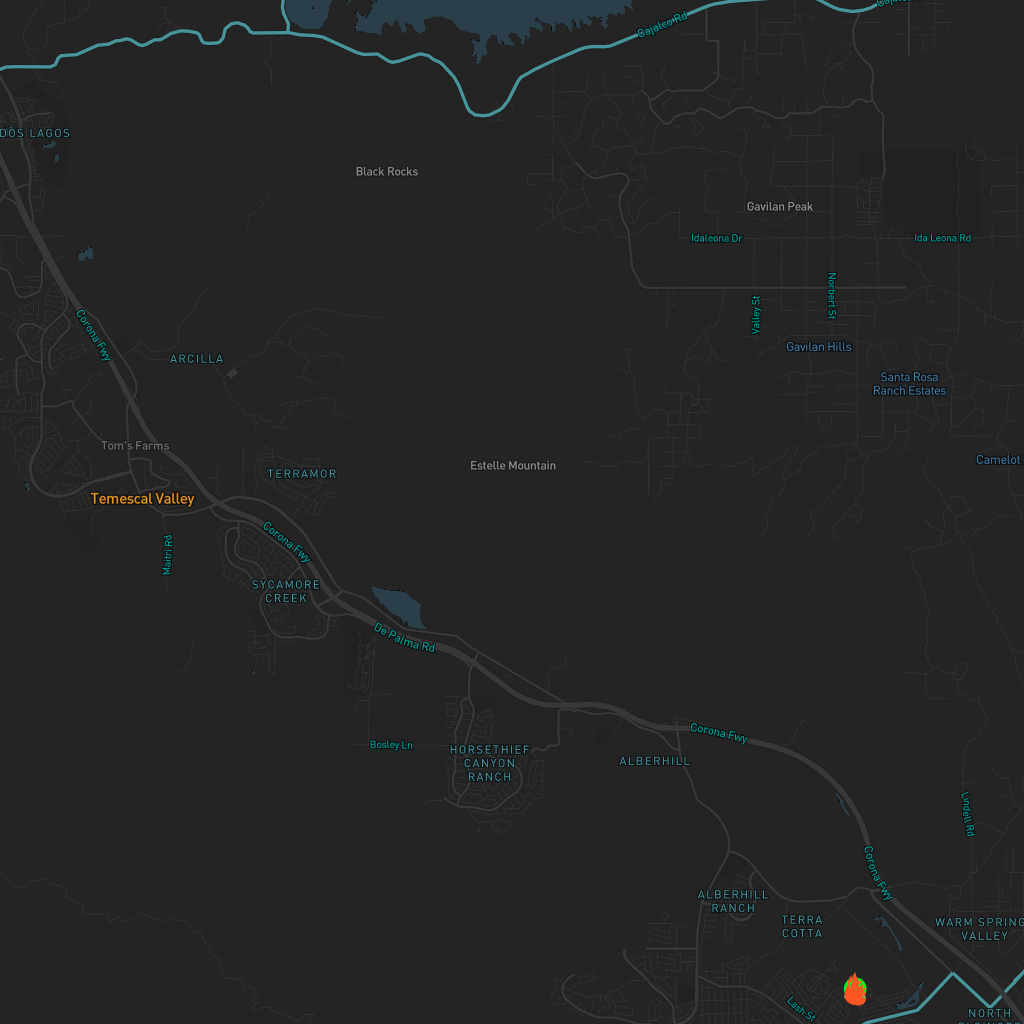 Cajalco Rd
DOS LAGOS
Black Rocks
Gavilan Peak
Idaleona Dr
Ida Leona Rd
Norbert St
Valley St
Corona Fwy
Gavilan Hills
ARCILLA
Santa Rosa
Ranch Estates
Tom's Farms
Camelot
Estelle Mountain
TERRAMOR
Temescal Valley
Corona Fwy
Maitri Rd
SYCAMORE
CREEK
De Palma Rd
Corona Fwy
Bosley Ln
HORSETHIEF
CANYON
RANCH
ALBERHILL
Lindell Rd
Corona Fwy
ALBERHILL
RANCH
TERRA
COTTA
WARM SPRING
VALLEY
Lash St
NORTH